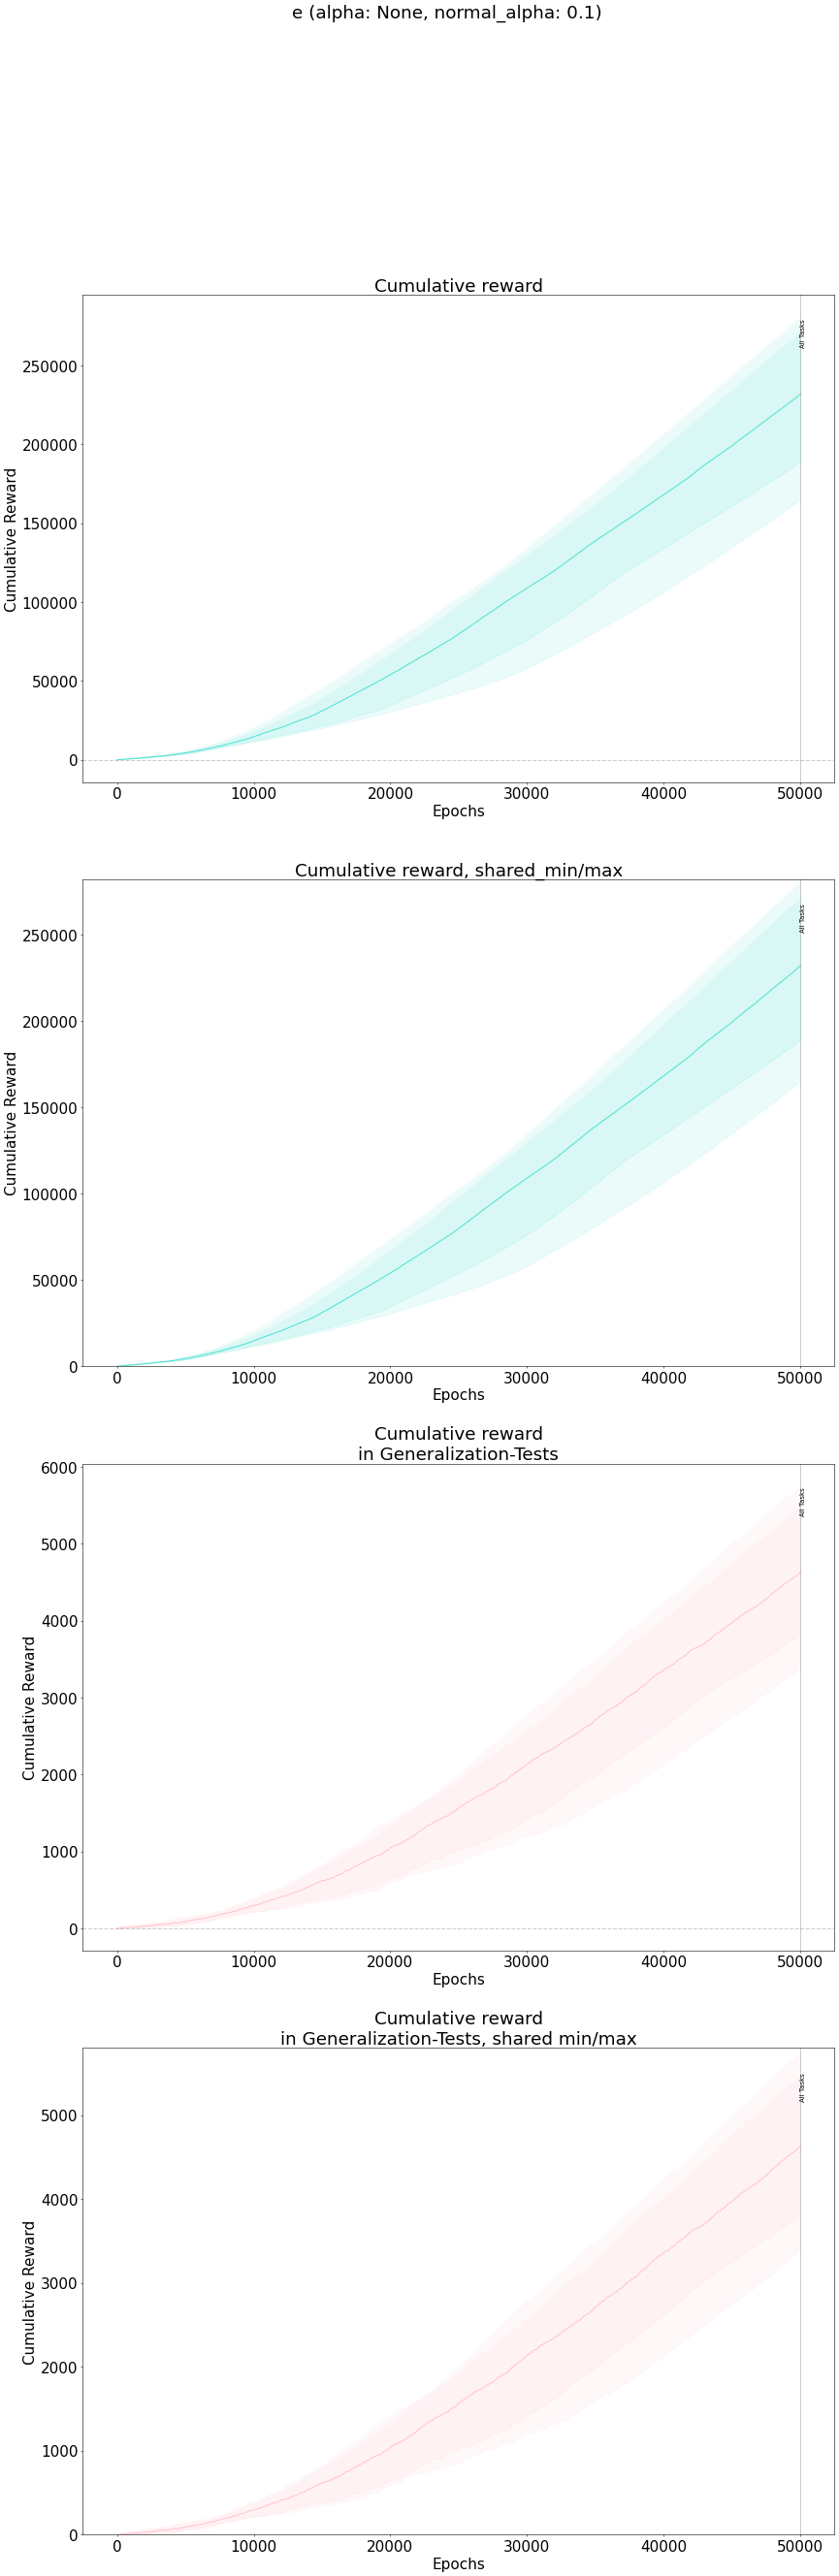 e (alpha: None, normal_alpha: 0.1)
Cumulative reward
250000
200000
150000
100000
50000
0
Cumulative Reward
All Tasks
0 10000 20000 30000 40000 50000
Epochs
Cumulative reward, shared_min/max
250000
200000
150000
100000
50000
0
Cumulative Reward
All Tasks
0 10000 20000 30000 40000 50000
Epochs
Cumulative reward
in Generalization-Tests
6000
5000
4000
3000
2000
1000
0
Cumulative Reward
All Tasks
0 10000 20000 30000 40000 50000
Epochs
Cumulative reward
in Generalization-Tests, shared min/max
5000
4000
3000
2000
1000
0
Cumulative Reward
All Tasks
0 10000 20000 30000 40000 50000
Epochs